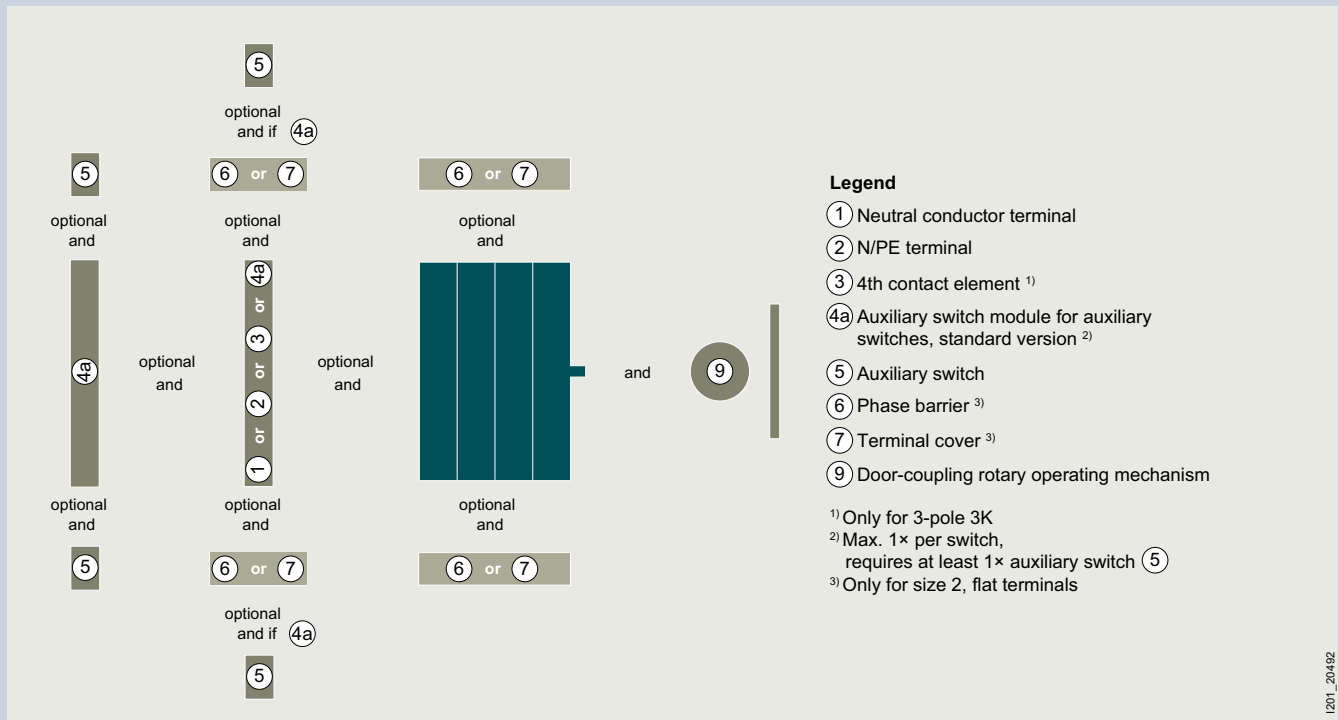 5
optional
and if 4a
5
6 or 7
6 or 7
optional
and
optional
and
optional
and
4a
optional
and
1 or 2 or 3 or 4a
optional
and
and
9
optional
and
optional
and
optional
and
5
6 or 7
6 or 7
optional
and if 4a
5
Legend
1 Neutral conductor terminal
2 N/PE terminal
3 4th contact element 1)
4a Auxiliary switch module for auxiliary
switches, standard version 2)
5 Auxiliary switch
6 Phase barrier 3)
7 Terminal cover 3)
9 Door-coupling rotary operating mechanism
1) Only for 3-pole 3K
2) Max. 1× per switch,
requires at least 1× auxiliary switch 5
3) Only for size 2, flat terminals
I201_20492